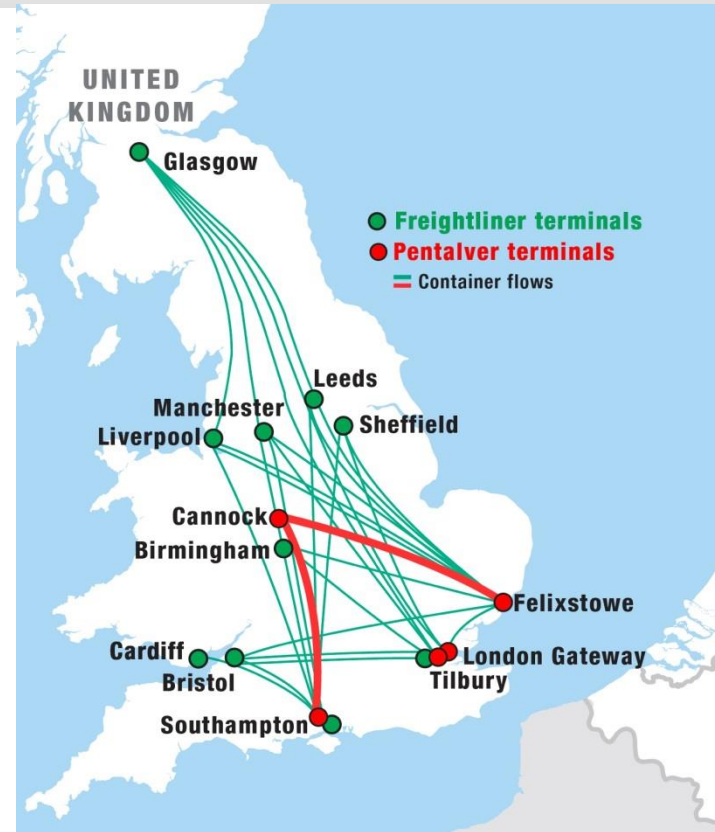 UNITED
KINGDOM
Glasgow
Freightliner terminals
Pentalver terminals
Container flows
Leeds
Manchester
Sheffield
Liverpool
Cannock
Birmingham
Felixstowe
Cardiff
London Gateway
Bristol
Tilbury
Southampton